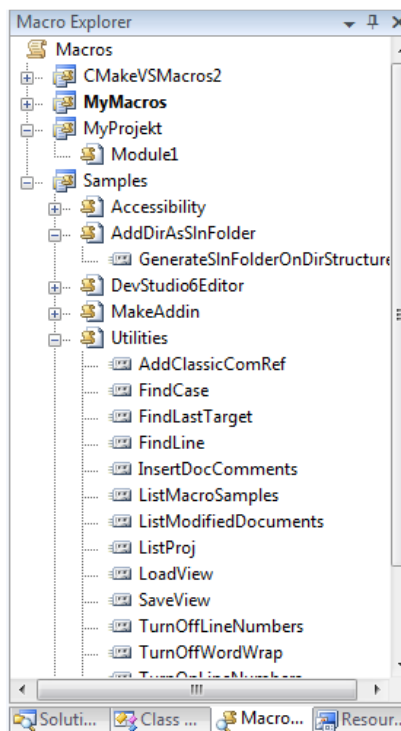 Macro Explorer
Macros
CMakeVSMacros2
MyMacros
MyProjekt
Module1
Samples
Accessibility
AddDirAsSlnFolder
GenerateSlnFolderOnDirStructure
DevStudio6Editor
MakeAddin
Utilities
AddClassicComRef
FindCase
FindLastTarget
FindLine
InsertDocComments
ListMacroSamples
ListModifiedDocuments
ListProj
LoadView
SaveView
TurnOffLineNumbers
TurnOffWordWrap
TurnOnLineNumbers
Soluti... Class ... Macro... Resour...